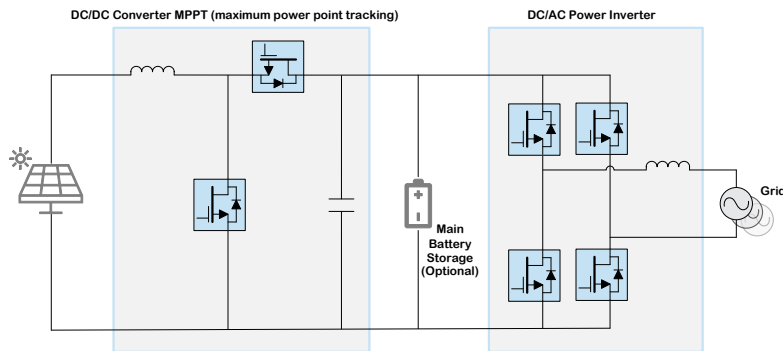 DC/DC Converter MPPT (maximum power point tracking)
DC/AC Power Inverter
Grid
Main
Battery
Storage
(Optional)